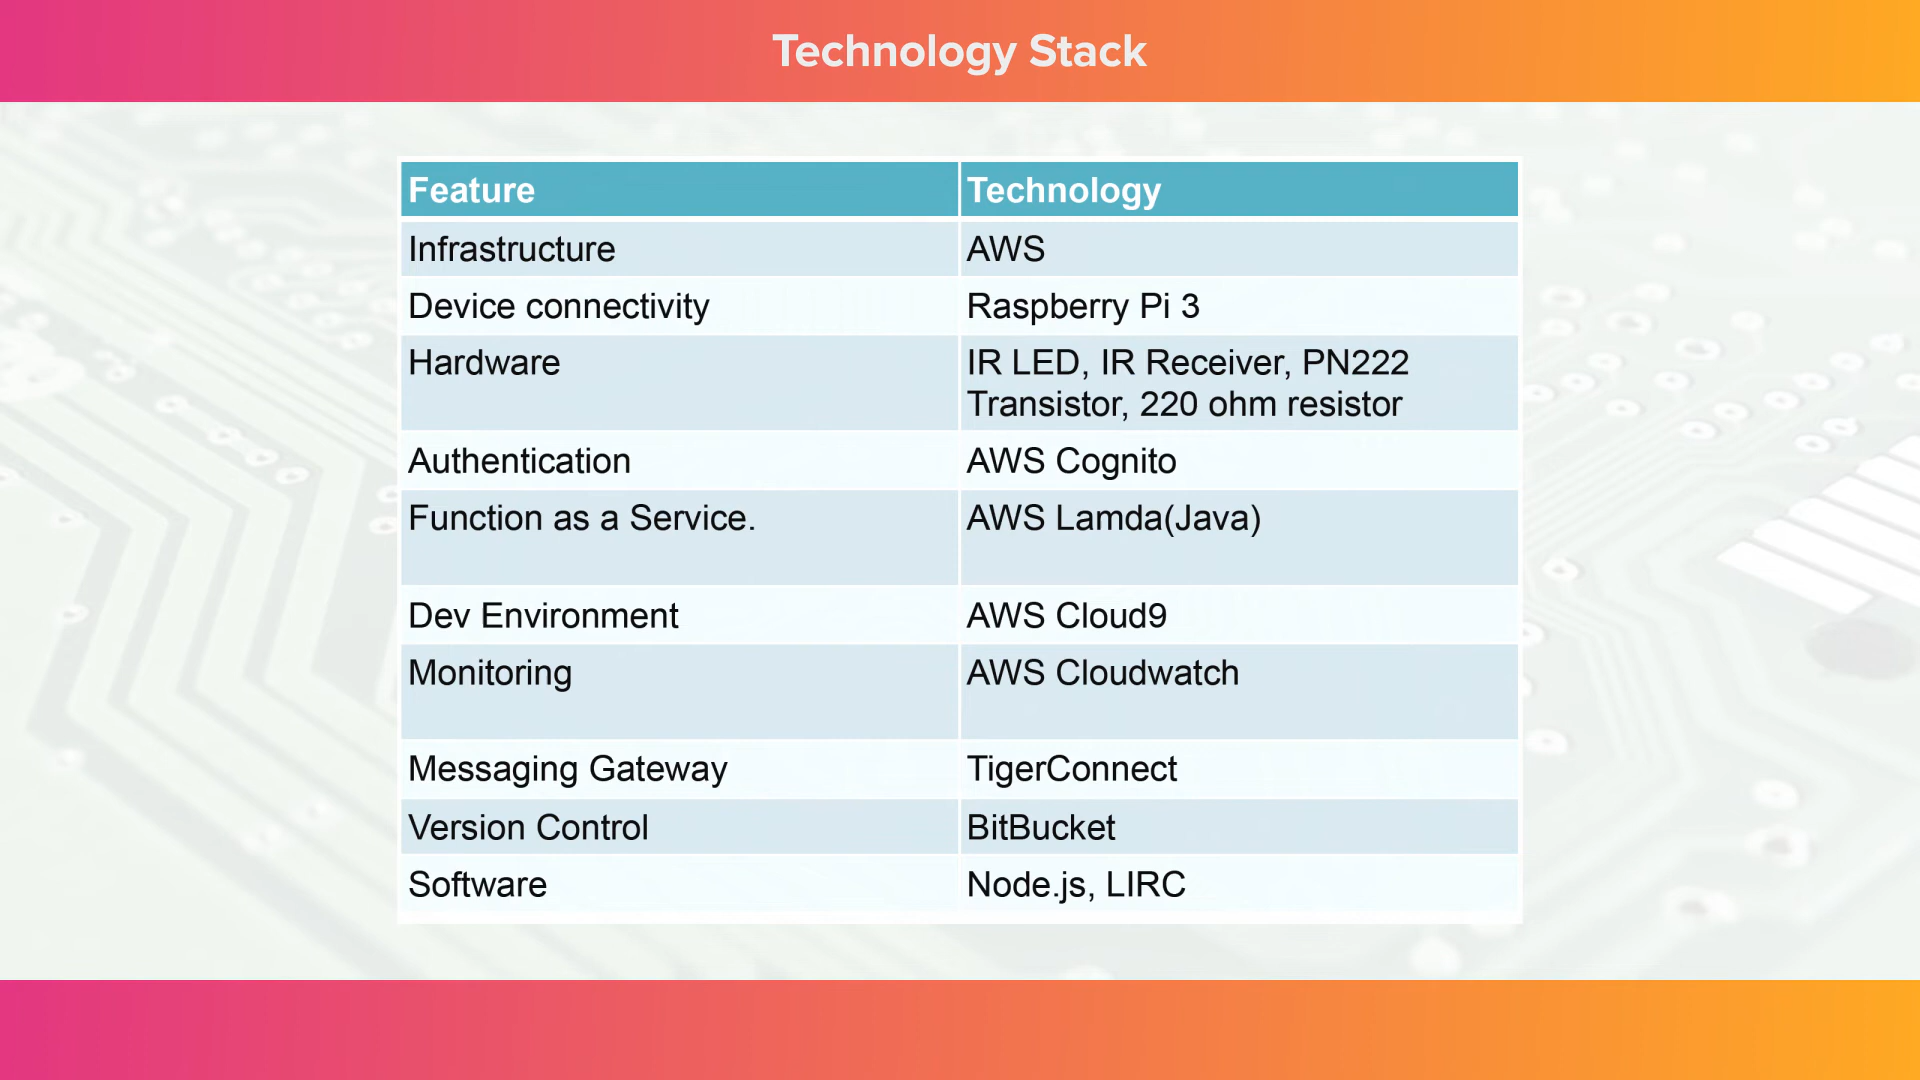 Technology Stack
Feature Technology
Infrastructure AWS
Device connectivity Raspberry Pi 3
Hardware IR LED, IR Receiver, PN222
Transistor, 220 ohm resistor
Authentication AWS Cognito
Function as a Service. AWS Lamda(Java)
Dev Environment AWS Cloud9
Monitoring AWS Cloudwatch
Messaging Gateway TigerConnect
Version Control BitBucket
Software Node.js, LIRC